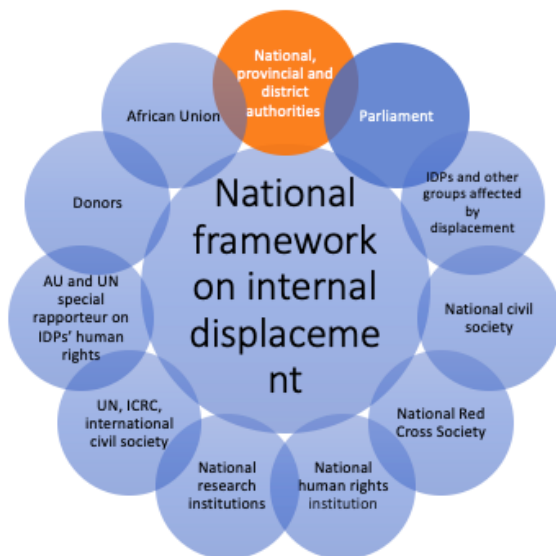 National,
provincial and
district
authorities
Parliament
IDPs and other
groups affected
by
displacement
National civil
society
National Red
Cross Society
National
human rights
institution
National
research
institutions
UN, ICRC,
international
civil society
AU and UN
special
rapporteur on
IDPs’ human
rights
Donors
African Union
National
framework
on internal
displaceme
nt